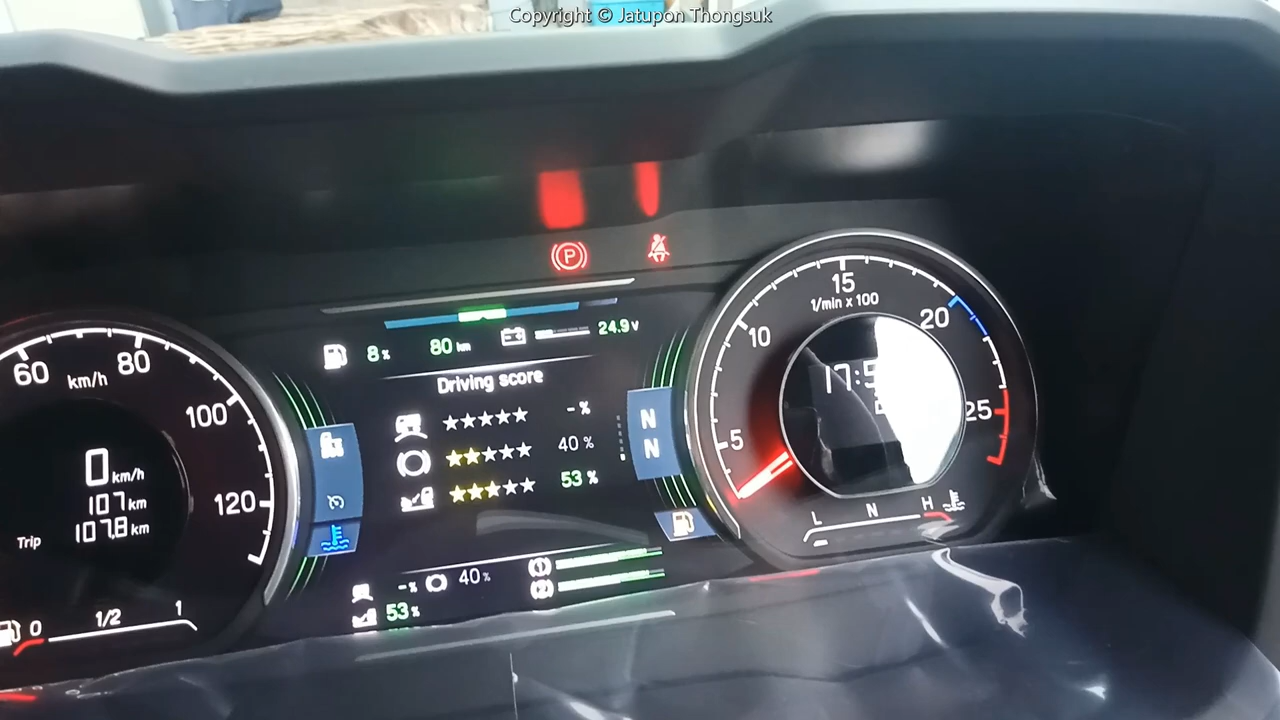 Copyright © Jatupon Thongsuk
P
8 %
80 km
24.9 V
Driving score
- %
40 %
53 %
N
N
60
80
100
120
km/h
0 km/h
107 km
Trip 107.8 km
0
1/2
1
- %
40 %
53 %
(1)
(2)
5
10
15
20
25
1/min x 100
17:5
L
N
H